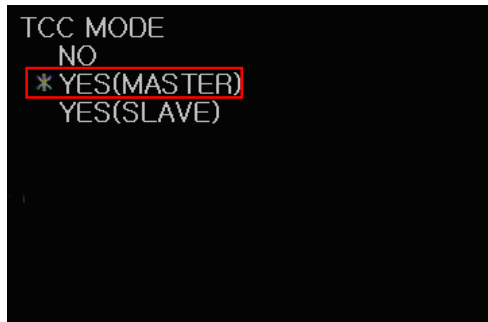 TCC MODE
NO
* YES(MASTER)
YES(SLAVE)